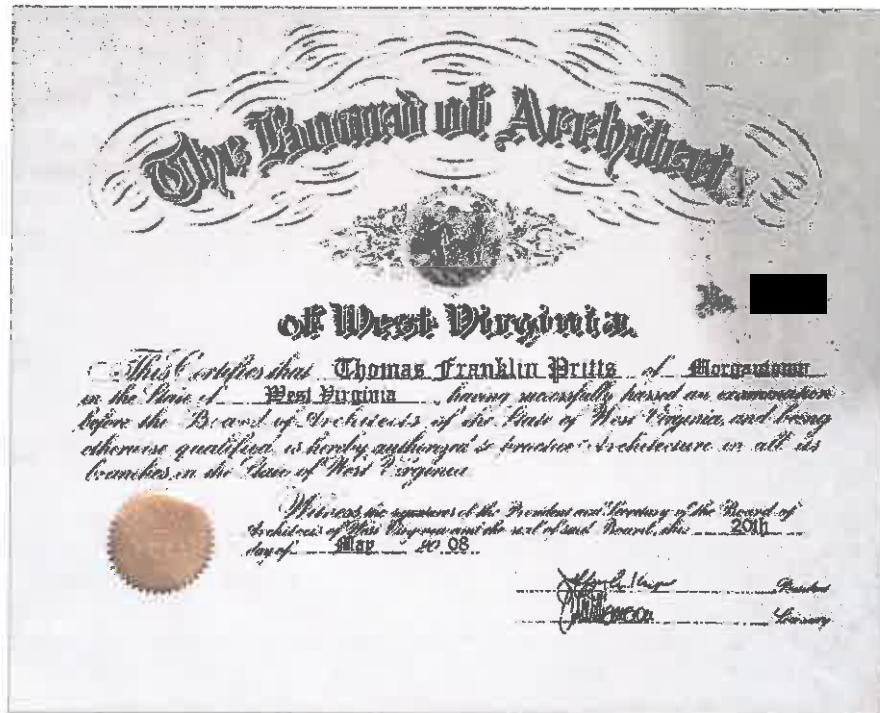 The Board of Architects
No.
of West Virginia.
This Certifies that Thomas Franklin Pritts of Morgantown
in the State of West Virginia, having successfully passed an examination
before the Board of Architects of the State of West Virginia, and being
otherwise qualified, is hereby authorized to practice Architecture in all its
branches in the State of West Virginia
Witness the signatures of the President and Secretary of the Board of
Architects of West Virginia and the seal of said Board, this 20th
day of May 20 08
President
Secretary